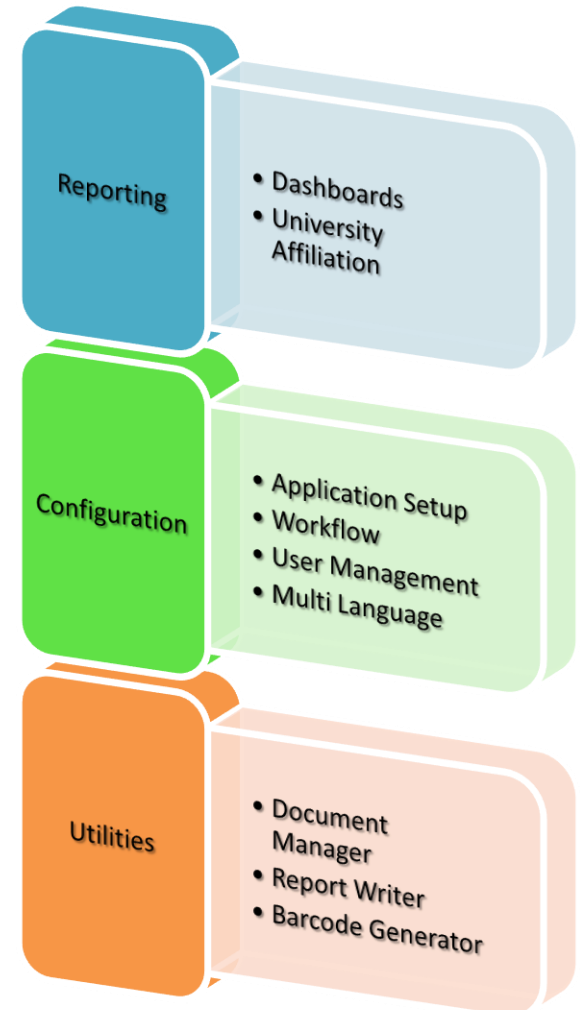 Reporting
• Dashboards
• University
Affiliation
Configuration
• Application Setup
• Workflow
• User Management
• Multi Language
Utilities
• Document
Manager
• Report Writer
• Barcode Generator